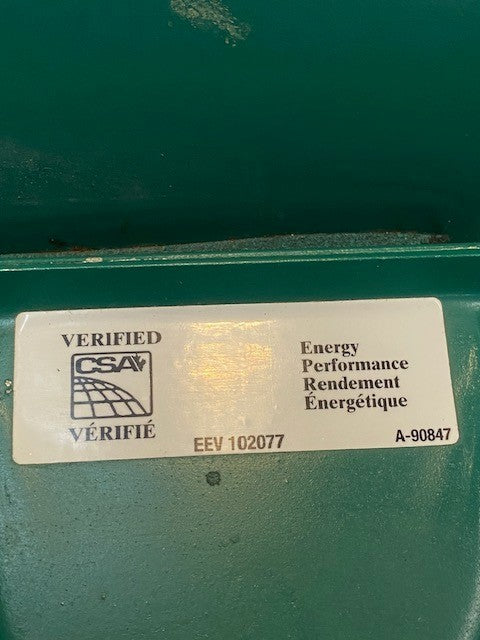 VERIFIED
CSA
VÉRIFIÉ
EEV 102077
Energy
Performance
Rendement
Énergétique
A-90847